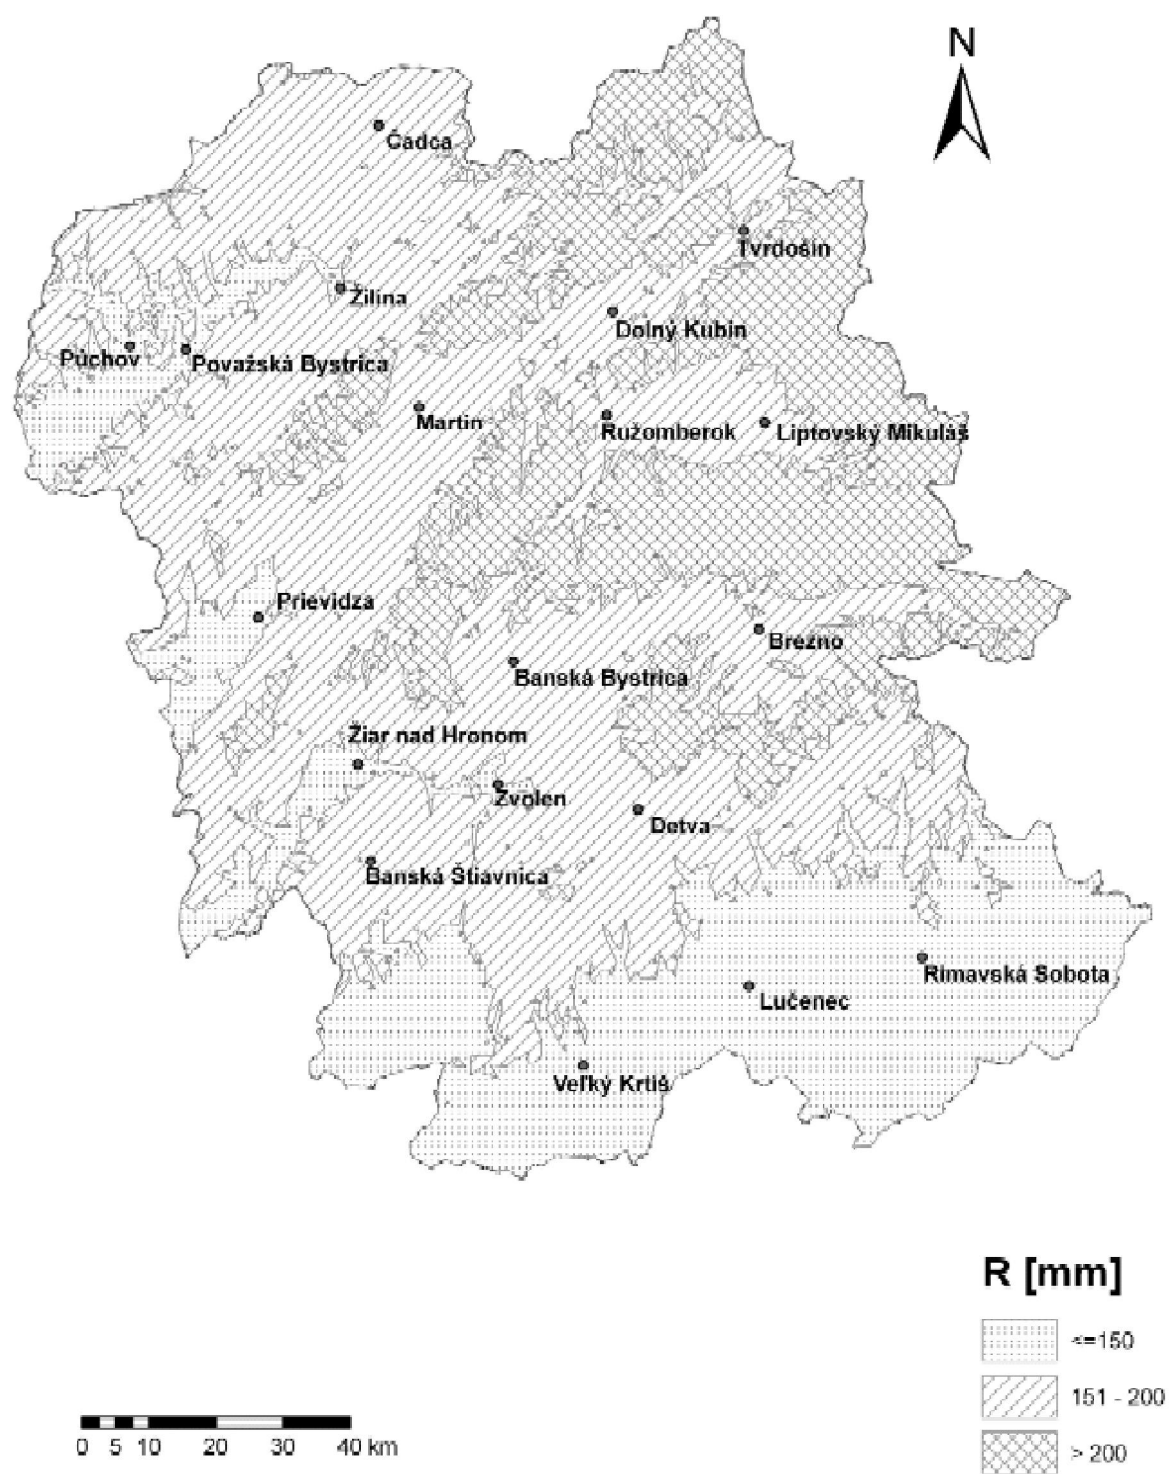 N
Čadca
Tvrdošín
Žilina
Dolný Kubín
Púchov
Považská Bystrica
Martin
Ružomberok
Liptovský Mikuláš
Prievidza
Brezno
Banská Bystrica
Žiar nad Hronom
Zvolen
Detva
Banská Štiavnica
Rimavská Sobota
Lučenec
Veľký Krtíš
R [mm]
<=150
151 - 200
> 200
0 5 10 20 30 40 km